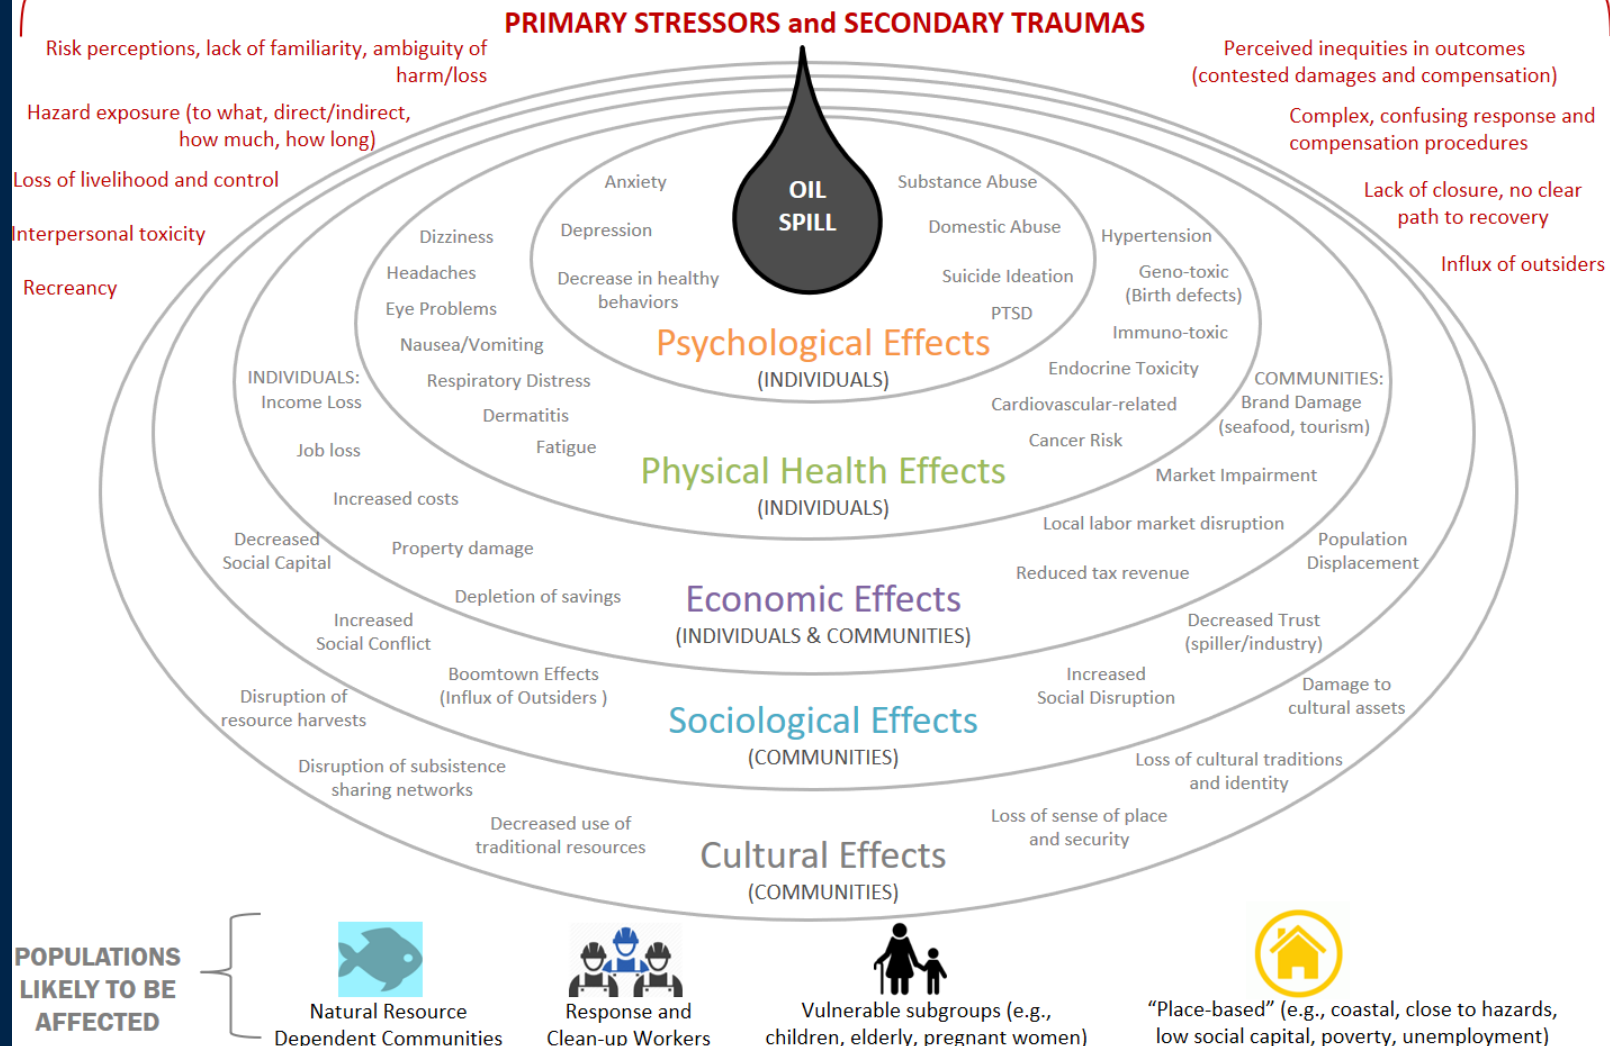 PRIMARY STRESSORS and SECONDARY TRAUMAS
Risk perceptions, lack of familiarity, ambiguity of
harm/loss
Hazard exposure (to what, direct/indirect,
how much, how long)
Loss of livelihood and control
Interpersonal toxicity
Recreancy
Perceived inequities in outcomes
(contested damages and compensation)
Complex, confusing response and
compensation procedures
Lack of closure, no clear
path to recovery
Influx of outsiders
OIL
SPILL
Anxiety
Depression
Decrease in healthy
behaviors
Substance Abuse
Domestic Abuse
Suicide Ideation
PTSD
Psychological Effects
(INDIVIDUALS)
Dizziness
Headaches
Eye Problems
Nausea/Vomiting
Respiratory Distress
Dermatitis
Fatigue
Hypertension
Geno-toxic
(Birth defects)
Immuno-toxic
Endocrine Toxicity
Cardiovascular-related
Cancer Risk
Physical Health Effects
(INDIVIDUALS)
INDIVIDUALS:
Income Loss
Job loss
Increased costs
Property damage
Depletion of savings
COMMUNITIES:
Brand Damage
(seafood, tourism)
Market Impairment
Local labor market disruption
Reduced tax revenue
Economic Effects
(INDIVIDUALS & COMMUNITIES)
Decreased
Social Capital
Increased
Social Conflict
Boomtown Effects
(Influx of Outsiders )
Population
Displacement
Decreased Trust
(spiller/industry)
Increased
Social Disruption
Sociological Effects
(COMMUNITIES)
Disruption of
resource harvests
Disruption of subsistence
sharing networks
Decreased use of
traditional resources
Damage to
cultural assets
Loss of cultural traditions
and identity
Loss of sense of place
and security
Cultural Effects
(COMMUNITIES)
POPULATIONS
LIKELY TO BE
AFFECTED
Natural Resource
Dependent Communities
Response and
Clean-up Workers
Vulnerable subgroups (e.g.,
children, elderly, pregnant women)
“Place-based” (e.g., coastal, close to hazards,
low social capital, poverty, unemployment)